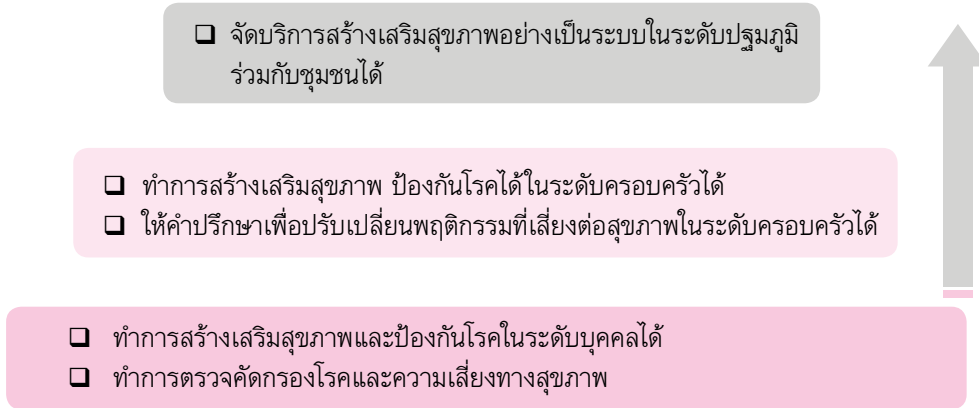 ❑ จัดบริการสร้างเสริมสุขภาพอย่างเป็นระบบในระดับปฐมภูมิ
ร่วมกับชุมชนได้
❑ ทำการสร้างเสริมสุขภาพ ป้องกันโรคได้ในระดับครอบครัวได้
❑ ให้คำปรึกษาเพื่อปรับเปลี่ยนพฤติกรรมที่เสี่ยงต่อสุขภาพในระดับครอบครัวได้
❑ ทำการสร้างเสริมสุขภาพและป้องกันโรคในระดับบุคคลได้
❑ ทำการตรวจคัดกรองโรคและความเสี่ยงทางสุขภาพ